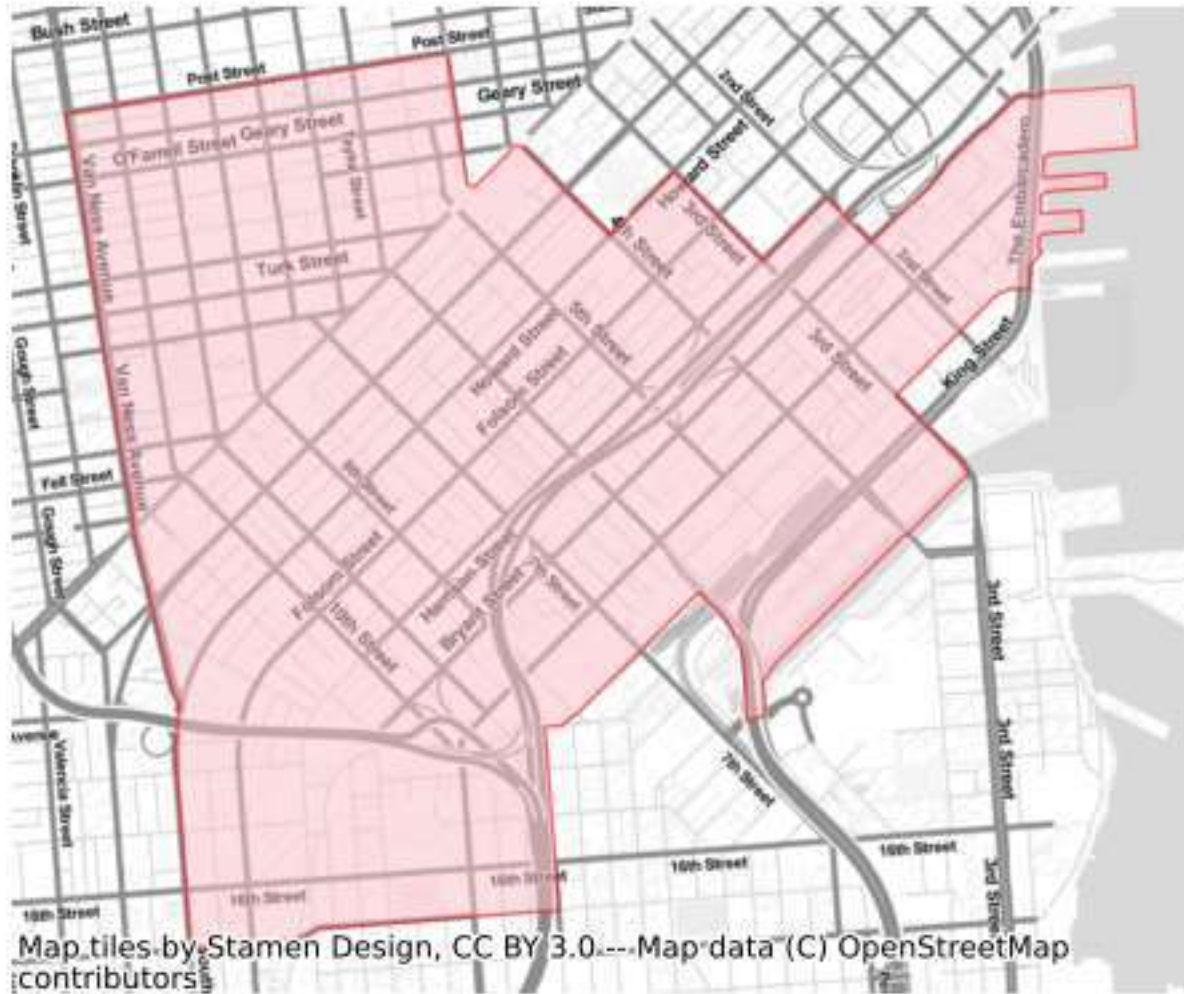 Bush Street
Post Street
Post Street
Geary Street
2nd Street
Geary Street
O'Farrell Street
Taylor Street
Howard Street
Van Ness Avenue
3rd Street
4th Street
The Embarcadero
Turk Street
2nd Street
5th Street
Howard Street
3rd Street
King Street
Folsom Street
Gough Street
Van Ness Avenue
8th Street
Fell Street
Gough Street
Folsom Street
Harrison Street
7th Street
Bryant Street
10th Street
3rd Street
Valencia Street
3rd Street
7th Street
16th Street
16th Street
16th Street
16th Street
16th Street
3rd Street
Map tiles by Stamen Design, CC BY 3.0 -- Map data (C) OpenStreetMap
contributors